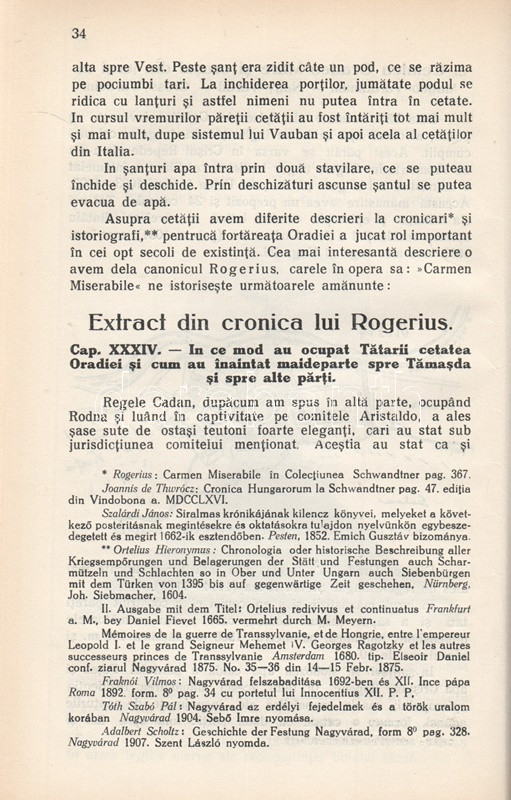 34
alta spre Vest. Peste şanţ era zidit câte un pod, ce se răzima
pe pociumbi tari. La inchiderea porţilor, jumătate podul se
ridica cu lanţuri şi astfel nimeni nu putea întra în cetate.
In cursul vremurilor păreţii cetăţii au fost întăriţi tot mai mult
şi mai mult, dupe sistemul lui Vauban şi apoi acela al cetăţilor
din Italia.
In şanţuri apa întra prin două stavilare, ce se puteau
închide şi deschide. Prin deschizături ascunse şantul se putea
evacua de apă.
Asupra cetăţii avem diferite descrieri la cronicari* şi
istoriografi,** pentrucă fortăreaţa Oradiei a jucat rol important
în cei opt secoli de existinţă. Cea mai interesantă descriere o
avem dela canonicul Rogerius, carele în opera sa: »Carmen
Miserabile« ne istoriseşte următoarele amănunte:
Extract din cronica lui Rogerius.
Cap. XXXIV. — In ce mod au ocupat Tătarii cetatea
Oradiei şi cum au înaintat maideparte spre Tămaşda
şi spre alte părţi.
Regele Cadan, dupăcum am spus în altă parte, ocupând
Rodna şi luând în captivitate pe comitele Aristaldo, a ales
şase sute de ostaşi teutoni foarte eleganţi, cari au stat sub
jurisdicţiunea comitelui menţionat. Aceştia au stat ca şi
* Rogerius: Carmen Miserabile in Colecţiunea Schwandtner pag. 367.
Joannis de Thwrócz: Cronica Hungarorum la Schwandtner pag. 47. ediţia
din Vindobona a. MDCCLXVI.
Szalárdi János: Siralmas krónikájának kilencz könyvei, melyeket a követ-
kező posteritásnak megintésekre és oktatásokra tulajdon nyelvünkön egybesze-
degetett és megirt 1662-ik esztendőben. Pesten, 1852. Emich Gusztáv bizománya.
** Ortelius Hieronymus: Chronologia oder historische Beschreibung aller
Kriegsempörungen und Belagerungen der Stätt und Festungen auch Schar-
mützeln und Schlachten so in Ober und Unter Ungarn auch Siebenbürgen
mit dem Türken von 1395 bis auf gegenwärtige Zeit geschehen, Nürnberg,
Joh. Siebmacher, 1604.
II. Ausgabe mit dem Titel: Ortelius redivivus et continuatus Frankfurt
a. M., bey Daniel Fievet 1665. vermehrt durch M. Meyern.
Mémoires de la guerre de Transsylvanie, et de Hongrie, entre l'empereur
Leopold I. et le grand Seigneur Mehemet IV. Georges Ragotzky et les autres
successeurs princes de Transsylvanie Amsterdam 1680. tip. Elseoir Daniel
conf. ziarul Nagyvárad 1875. No. 35—36 din 14—15 Febr. 1875.
Fraknói Vilmos: Nagyvárad felszabadítása 1692-ben és XII. Ince pápa
Roma 1892. form. 8º pag. 34 cu portetul lui Innocentius XII. P. P.
Tóth Szabó Pál: Nagyvárad az erdélyi fejedelmek és a török uralom
korában Nagyvárad 1904. Sebő Imre nyomása.
Adalbert Scholtz: Geschichte der Festung Nagyvárad, form 8º pag. 328.
Nagyvárad 1907. Szent László nyomda.